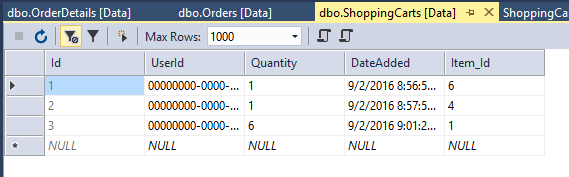 dbo.OrderDetails [Data] dbo.Orders [Data] dbo.ShoppingCarts [Data] ShoppingCa
Max Rows: 1000
Id UserId Quantity DateAdded Item_Id
1 00000000-0000-... 1 9/2/2016 8:56:5... 6
2 00000000-0000-... 1 9/2/2016 8:57:5... 4
3 00000000-0000-... 6 9/2/2016 9:01:2... 1
NULL NULL NULL NULL NULL